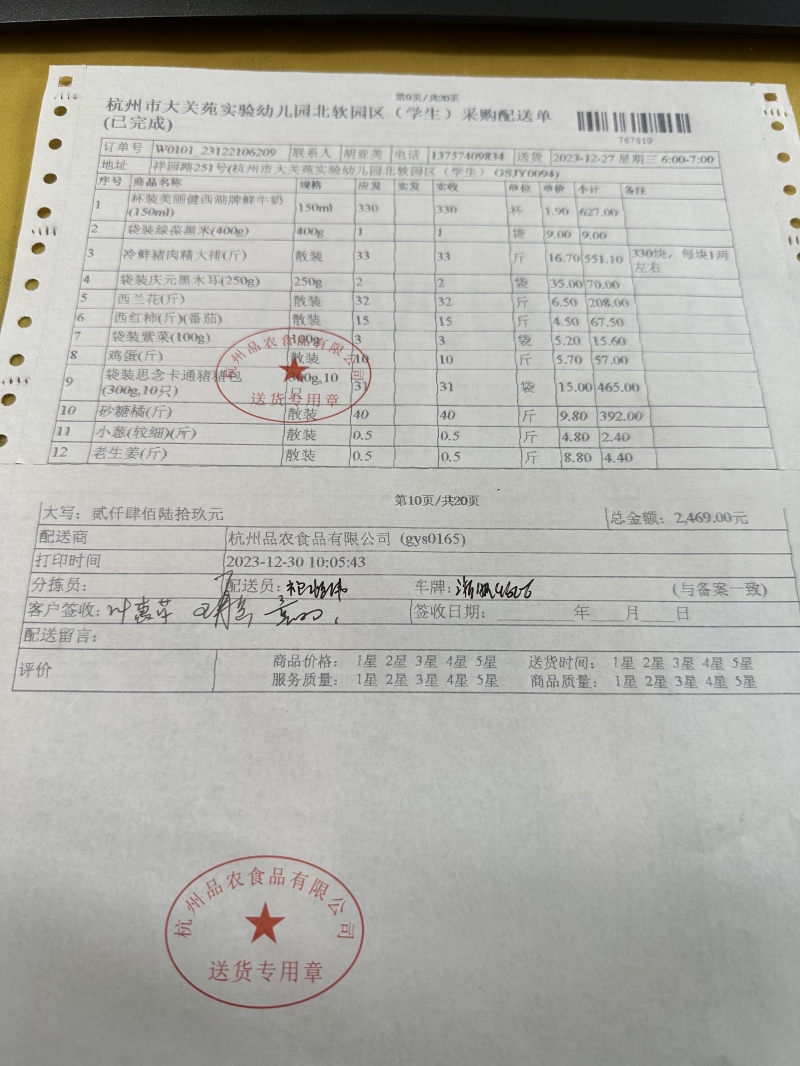 第9页/共20页
杭州市大关苑实验幼儿园北软园区（学生）采购配送单
(已完成)
767619
订单号 W0101_23122106209 联系人 胡亚美 电话 13757409834 送货 2023-12-27 星期三 6:00-7:00
地址 祥园路251号(杭州市大关苑实验幼儿园北软园区（学生）GSJY0094)
序号 商品名称 规格 应发 实发 实收 单位 单价 小计 备注
1 杯装美丽健西湖牌鲜牛奶(150ml) 150ml 330 330 杯 1.90 627.00
2 袋装绿葆黑米(400g) 400g 1 1 袋 9.00 9.00
3 冷鲜猪肉精大排(斤) 散装 33 33 斤 16.70 551.10 330块，每块1两左右
4 袋装庆元黑木耳(250g) 250g 2 2 袋 35.00 70.00
5 西兰花(斤) 散装 32 32 斤 6.50 208.00
6 西红柿(斤)(番茄) 散装 15 15 斤 4.50 67.50
7 袋装紫菜(100g) 100g 3 3 袋 5.20 15.60
8 鸡蛋(斤) 散装 10 10 斤 5.70 57.00
9 袋装思念卡通猪猪包(300g,10只) 300g,10只 31 31 袋 15.00 465.00
10 砂糖橘(斤) 散装 40 40 斤 9.80 392.00
11 小葱(较细)(斤) 散装 0.5 0.5 斤 4.80 2.40
12 老生姜(斤) 散装 0.5 0.5 斤 8.80 4.40
杭州品农食品有限公司
送货专用章
第10页/共20页
大写：贰仟肆佰陆拾玖元 总金额：2,469.00元
配送商 杭州品农食品有限公司 (gys0165)
打印时间 2023-12-30 10:05:43
分拣员： 配送员： 车牌： (与备案一致)
客户签收：叶惠萍 签收日期： 年 月 日
配送留言：
评价 商品价格： 1星 2星 3星 4星 5星 送货时间： 1星 2星 3星 4星 5星
服务质量： 1星 2星 3星 4星 5星 商品质量： 1星 2星 3星 4星 5星
杭州品农食品有限公司
送货专用章